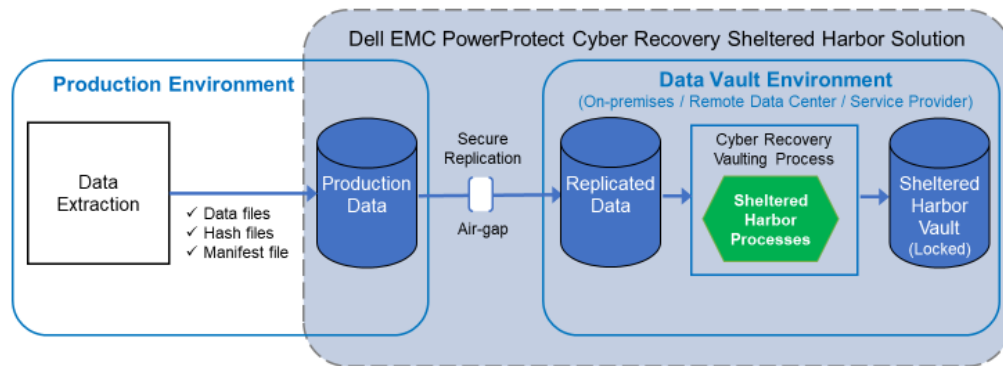 Dell EMC PowerProtect Cyber Recovery Sheltered Harbor Solution
Production Environment
Data
Extraction
✓ Data files
✓ Hash files
✓ Manifest file
Production
Data
Secure
Replication
Air-gap
Data Vault Environment
(On-premises / Remote Data Center / Service Provider)
Replicated
Data
Cyber Recovery
Vaulting Process
Sheltered
Harbor
Processes
Sheltered
Harbor
Vault
(Locked)